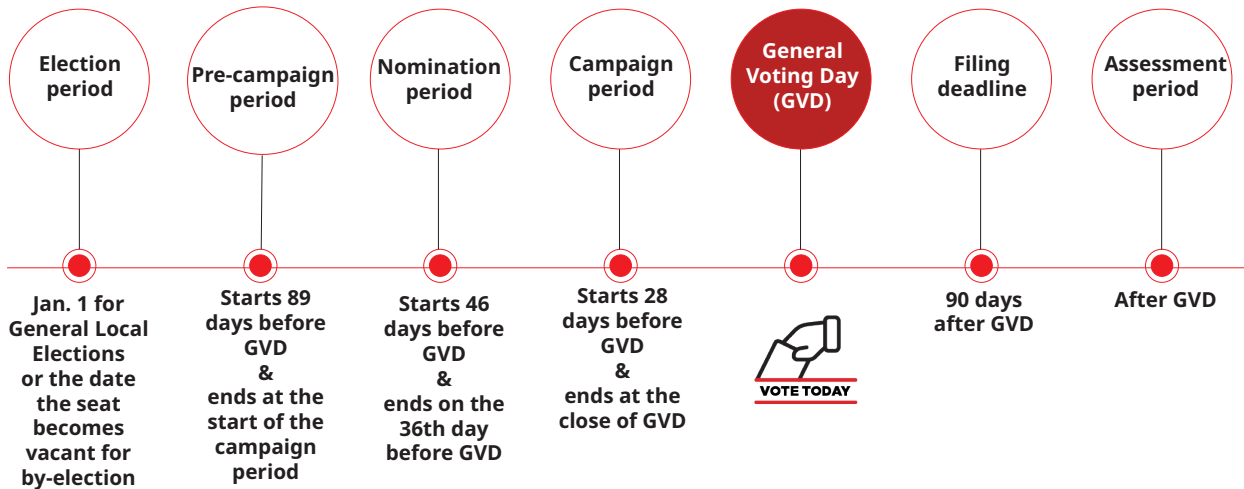 Election
period
Pre-campaign
period
Nomination
period
Campaign
period
General
Voting Day
(GVD)
Filing
deadline
Assessment
period
Jan. 1 for
General Local
Elections
or the date
the seat
becomes
vacant for
by-election
Starts 89
days before
GVD
&
ends at the
start of the
campaign
period
Starts 46
days before
GVD
&
ends on the
36th day
before GVD
Starts 28
days before
GVD
&
ends at the
close of GVD
VOTE TODAY
90 days
after GVD
After GVD